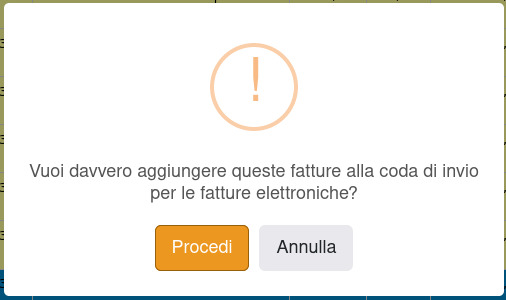 Vuoi davvero aggiungere queste fatture alla coda di invio
per le fatture elettroniche?
Procedi
Annulla